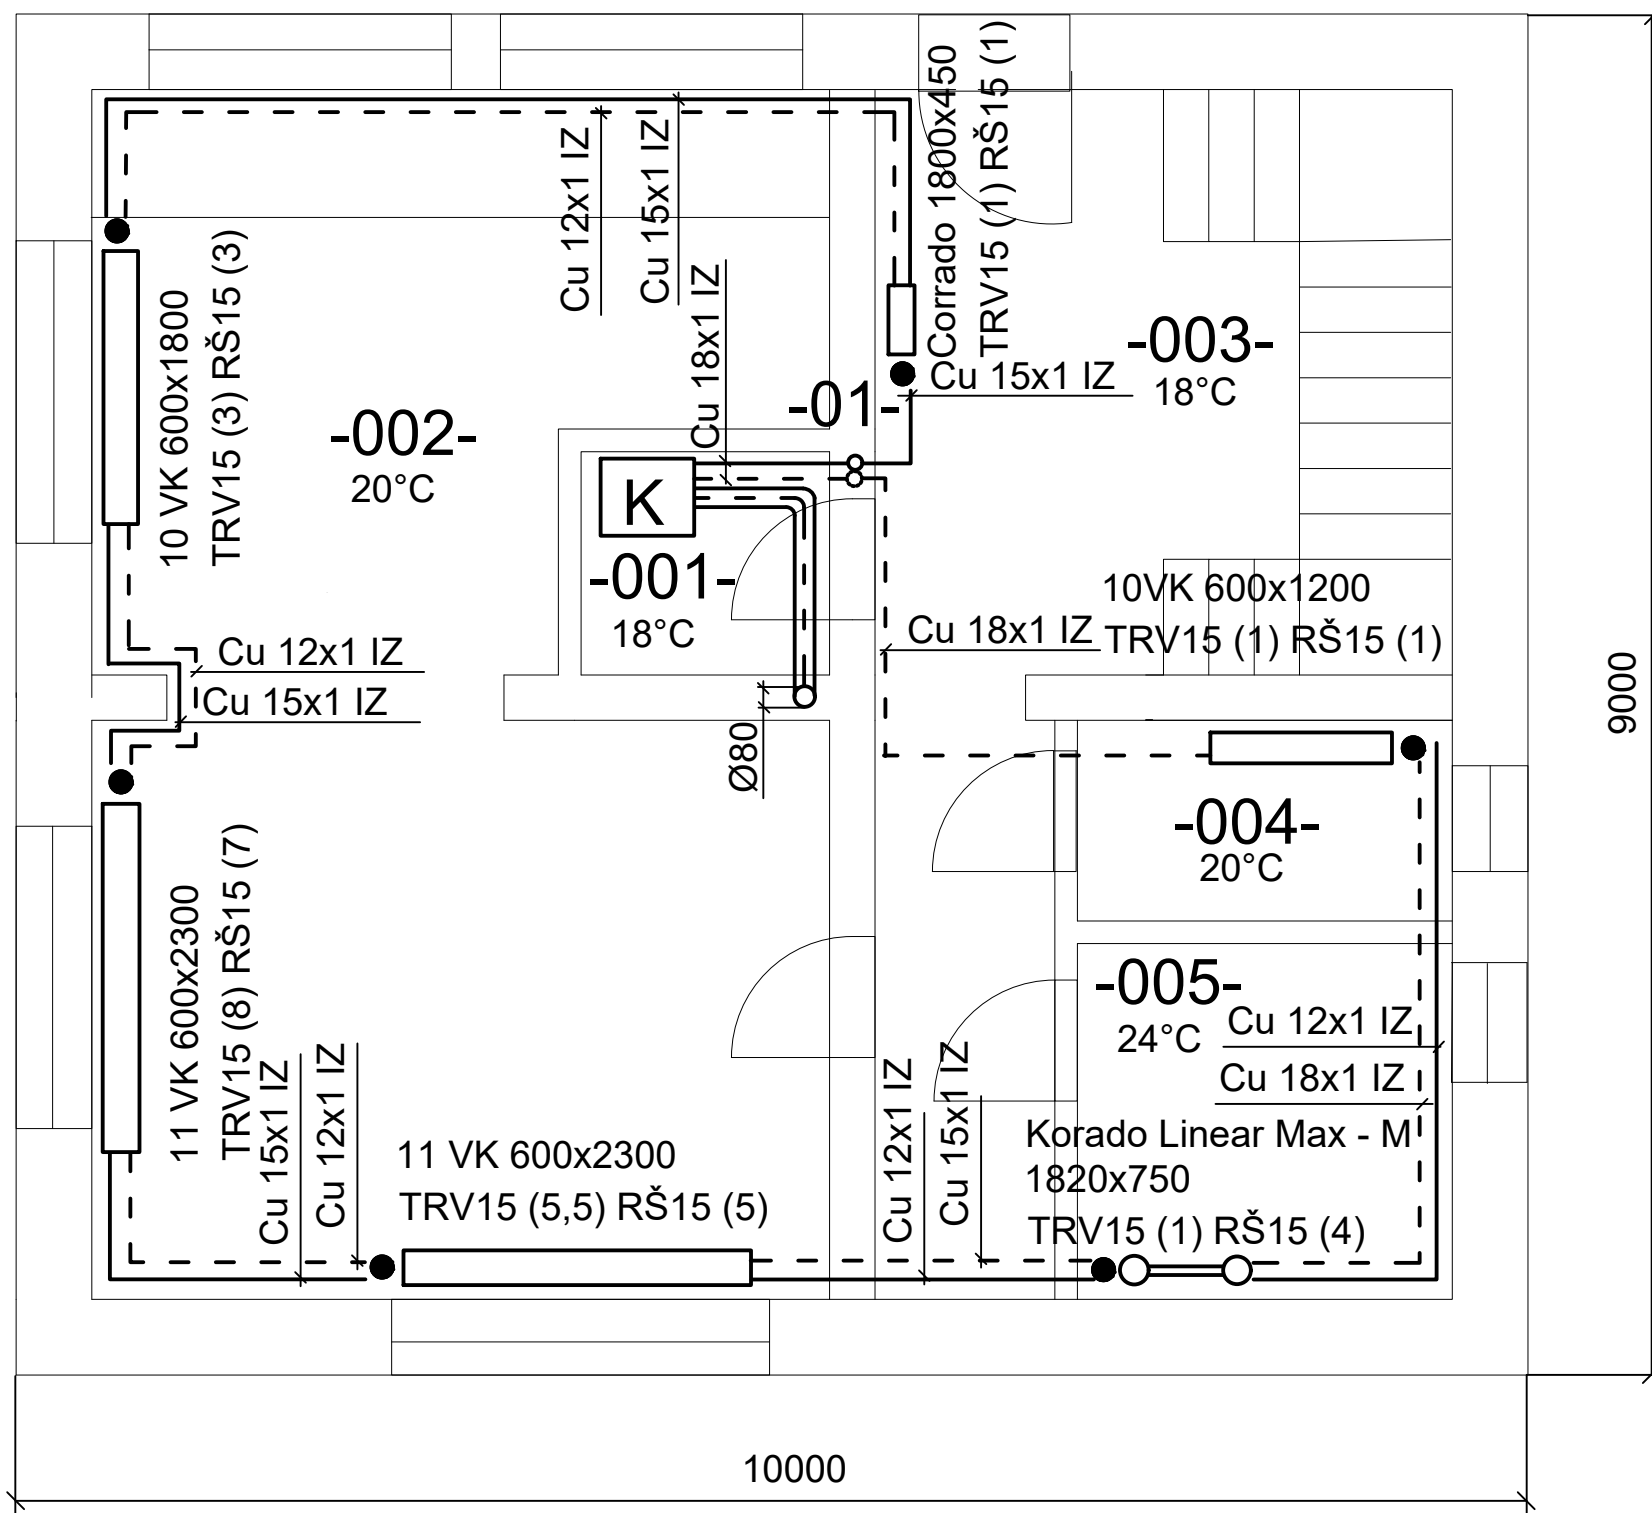 Cu 12x1 IZ
Cu 15x1 IZ
Corrado 1800x450
TRV15 (1) RŠ15 (1)
10 VK 600x1800
TRV15 (3) RŠ15 (3)
Cu 18x1 IZ
-003-
18°C
Cu 15x1 IZ
-01-
-002-
20°C
K
-001-
18°C
10VK 600x1200
TRV15 (1) RŠ15 (1)
Cu 18x1 IZ
Cu 12x1 IZ
Cu 15x1 IZ
9000
Ø80
-004-
20°C
11 VK 600x2300
TRV15 (8) RŠ15 (7)
-005-
24°C
Cu 12x1 IZ
Cu 18x1 IZ
Cu 15x1 IZ
Cu 12x1 IZ
11 VK 600x2300
TRV15 (5,5) RŠ15 (5)
Cu 12x1 IZ
Cu 15x1 IZ
Korado Linear Max - M
1820x750
TRV15 (1) RŠ15 (4)
10000